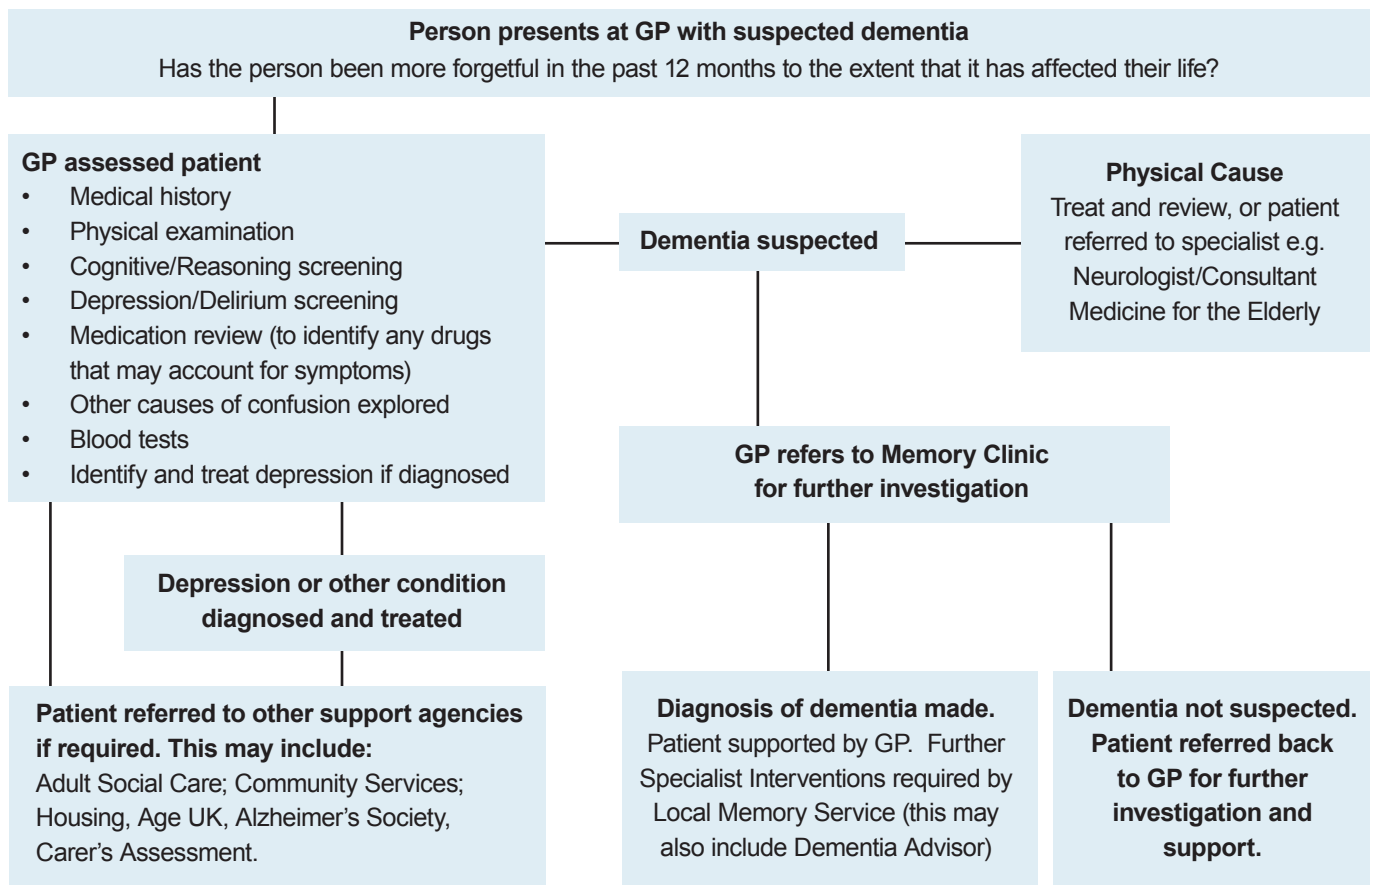 Person presents at GP with suspected dementia
Has the person been more forgetful in the past 12 months to the extent that it has affected their life?
GP assessed patient
• Medical history
• Physical examination
• Cognitive/Reasoning screening
• Depression/Delirium screening
• Medication review (to identify any drugs
that may account for symptoms)
• Other causes of confusion explored
• Blood tests
• Identify and treat depression if diagnosed
Dementia suspected
Physical Cause
Treat and review, or patient
referred to specialist e.g.
Neurologist/Consultant
Medicine for the Elderly
GP refers to Memory Clinic
for further investigation
Depression or other condition
diagnosed and treated
Patient referred to other support agencies
if required. This may include:
Adult Social Care; Community Services;
Housing, Age UK, Alzheimer’s Society,
Carer’s Assessment.
Diagnosis of dementia made.
Patient supported by GP.  Further
Specialist Interventions required by
Local Memory Service (this may
also include Dementia Advisor)
Dementia not suspected.
Patient referred back
to GP for further
investigation and
support.